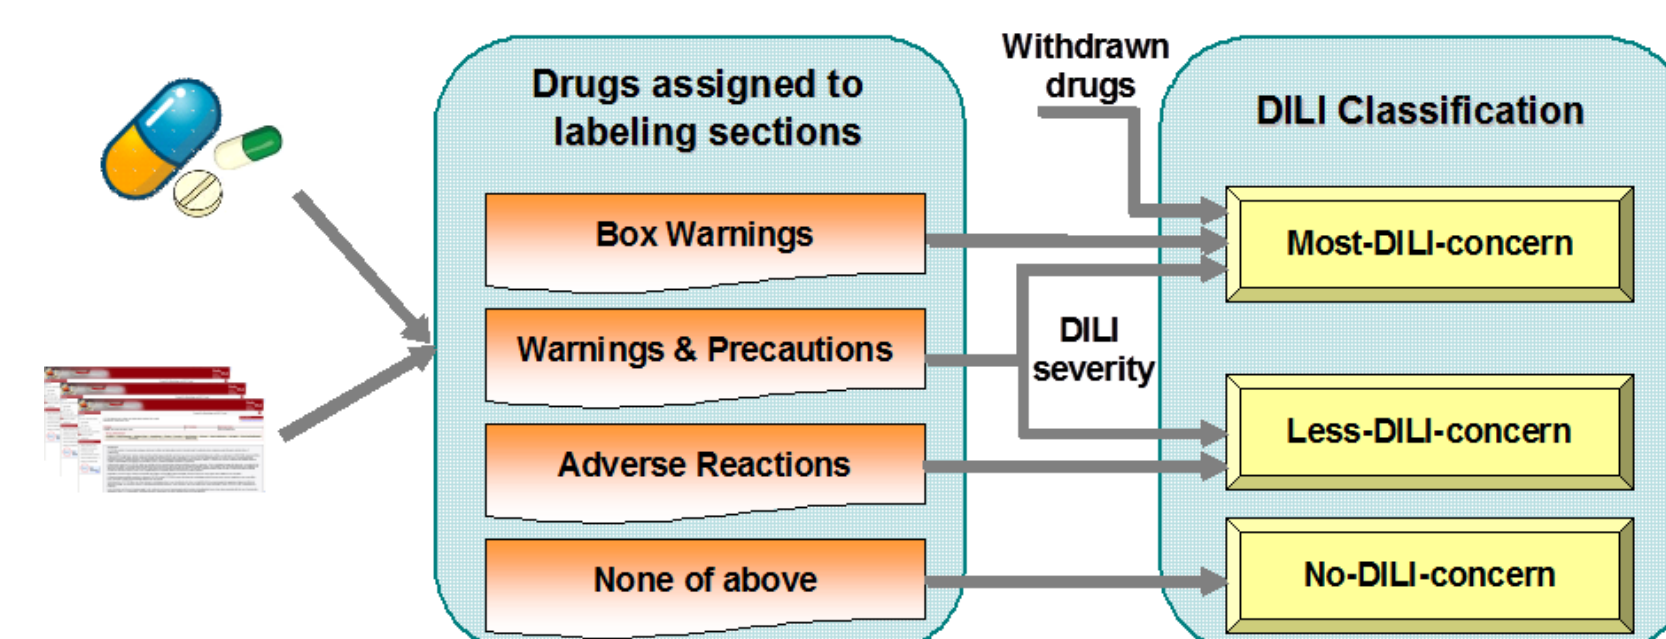 Drugs assigned to
labeling sections
Box Warnings
Warnings & Precautions
Adverse Reactions
None of above
Withdrawn
drugs
DILI
severity
DILI Classification
Most-DILI-concern
Less-DILI-concern
No-DILI-concern